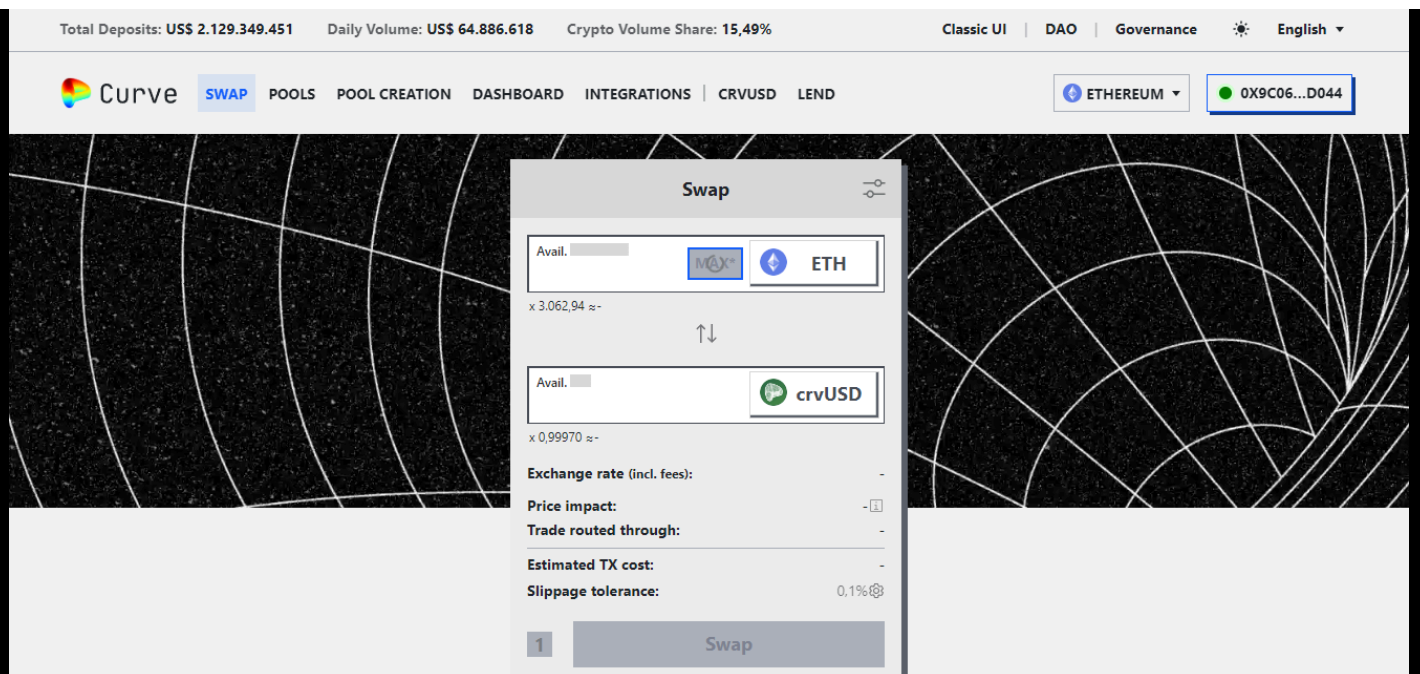 Total Deposits: US$ 2.129.349.451 Daily Volume: US$ 64.886.618 Crypto Volume Share: 15,49% Classic UI | DAO | Governance English
Curve SWAP POOLS POOL CREATION DASHBOARD INTEGRATIONS | CRVUSD LEND ETHEREUM 0X9C06...D044
Swap
Avail.
MAX* ETH
x 3.062,94 ≈-
Avail.
crvUSD
x 0,99970 ≈-
Exchange rate (incl. fees): -
Price impact: -
Trade routed through: -
Estimated TX cost: -
Slippage tolerance: 0,1%
1 Swap